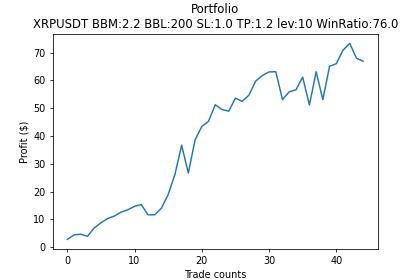 Portfolio
XRPUSDT BBM:2.2 BBL:200 SL:1.0 TP:1.2 lev:10 WinRatio:76.0
70
60
50
40
30
20
10
0
Profit ($)
0 10 20 30 40
Trade counts